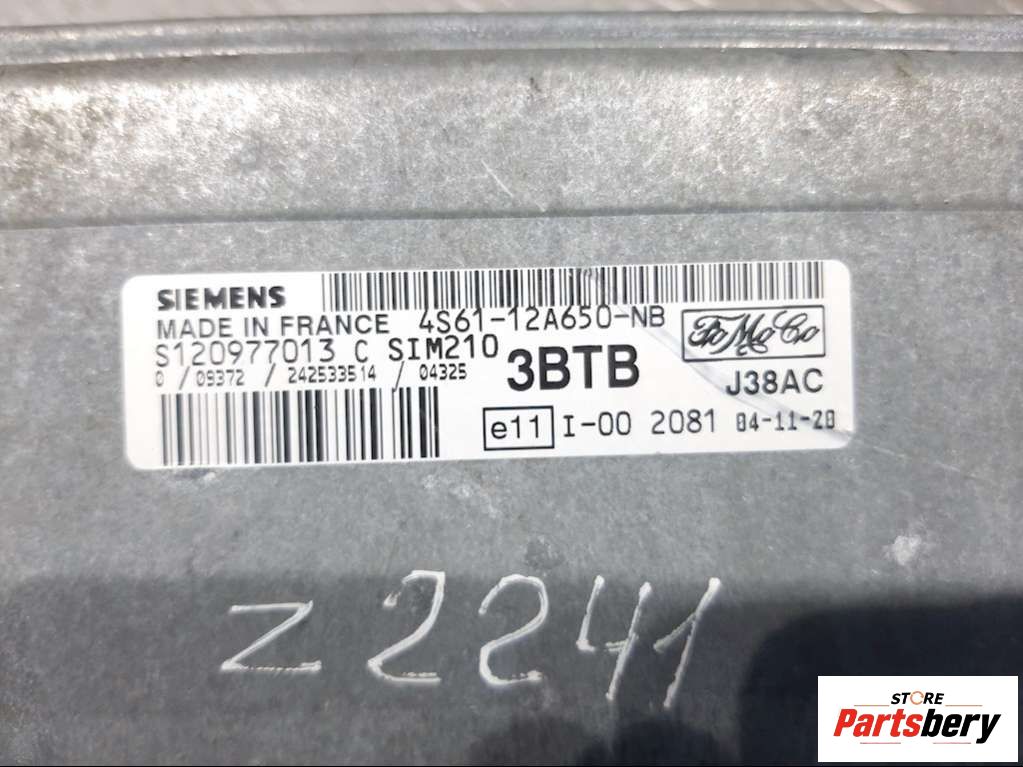 SIEMENS
MADE IN FRANCE 4S61-12A650-NB
S120977013 C SIM210
0 / 09372 / 242533514 / 04325
3BTB
FoMoCo
J38AC
e11 I-00 2081 04-11-20
Z2241
STORE
Partsbery